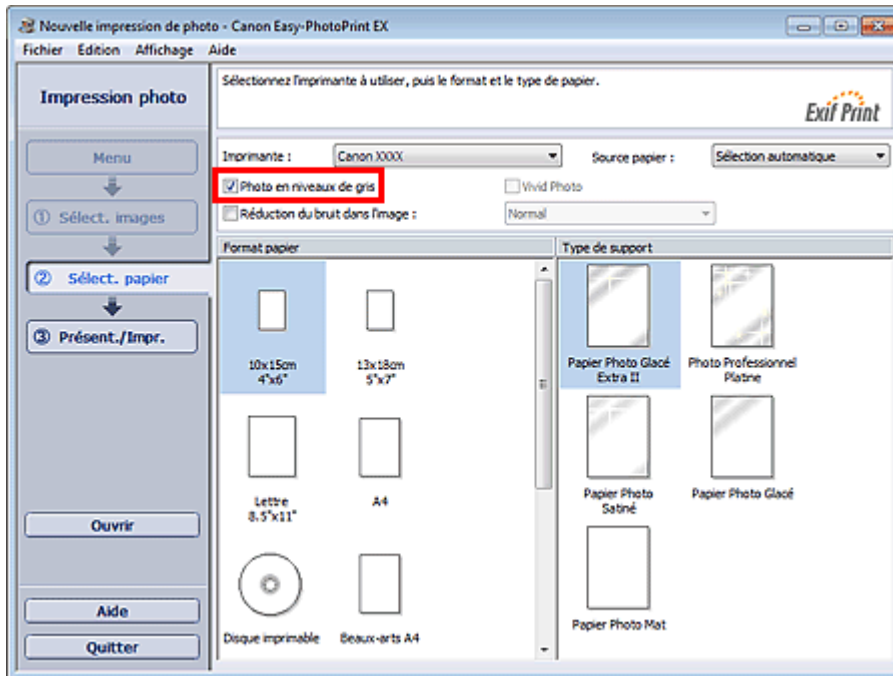 Nouvelle impression de photo - Canon Easy-PhotoPrint EX
Fichier Edition Affichage Aide
Impression photo
Sélectionnez l'imprimante à utiliser, puis le format et le type de papier.
Exif Print
Menu
① Sélect. images
② Sélect. papier
③ Présent./Impr.
Ouvrir
Aide
Quitter
Imprimante : Canon XXXX Source papier : Sélection automatique
Photo en niveaux de gris Vivid Photo
Réduction du bruit dans l'image : Normal
Format papier
10x15cm
4"x6"
13x18cm
5"x7"
Lettre
8.5"x11"
A4
Disque imprimable
Beaux-arts A4
Type de support
Papier Photo Glacé
Extra II
Photo Professionnel
Platine
Papier Photo
Satiné
Papier Photo Glacé
Papier Photo Mat